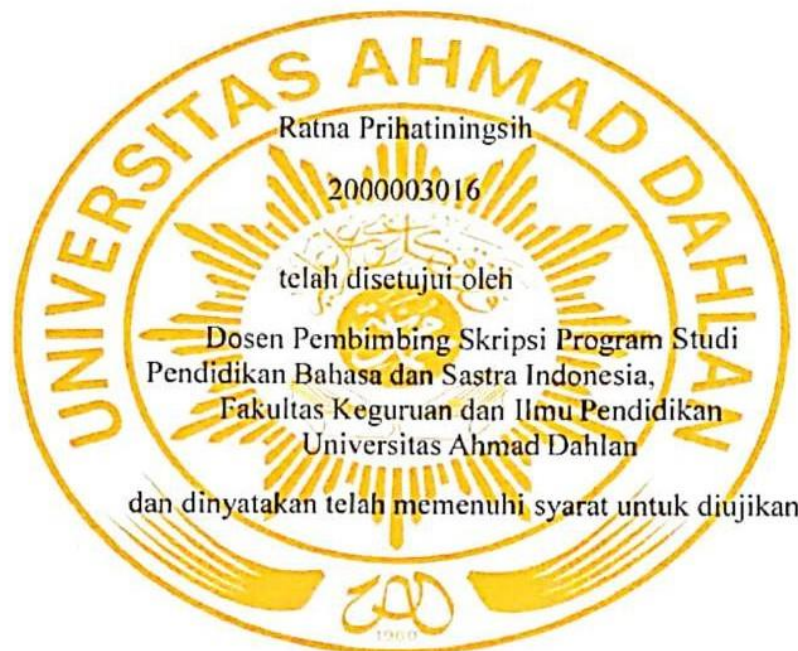 UNIVERSITAS AHMAD DAHLAN
Ratna Prihatiningsih
2000003016
telah disetujui oleh
Dosen Pembimbing Skripsi Program Studi
Pendidikan Bahasa dan Sastra Indonesia,
Fakultas Keguruan dan Ilmu Pendidikan
Universitas Ahmad Dahlan
dan dinyatakan telah memenuhi syarat untuk diujikan
1960